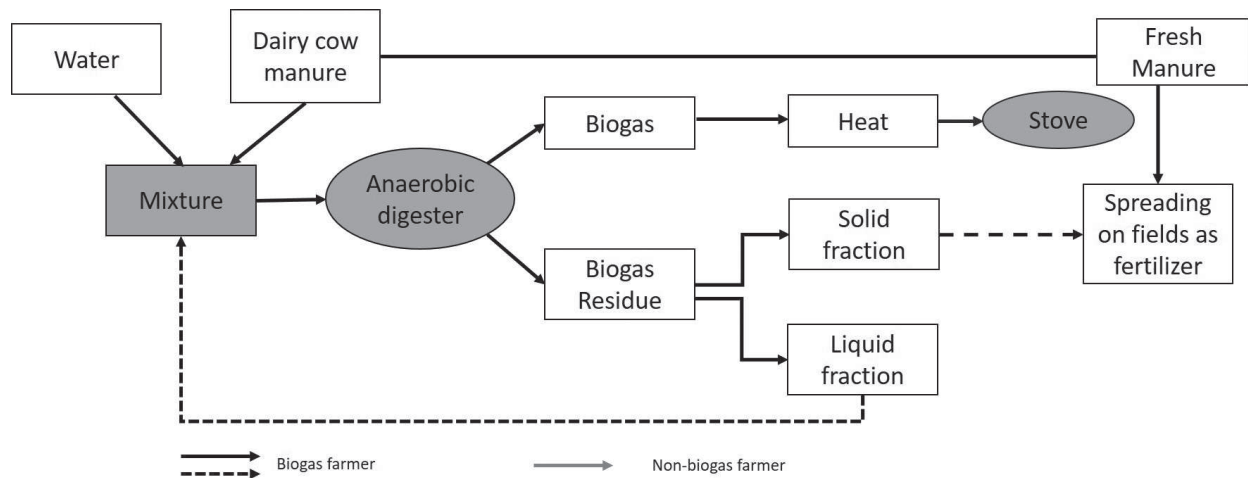 Water
Dairy cow
manure
Fresh
Manure
Biogas
Heat
Stove
Mixture
Anaerobic
digester
Solid
fraction
Spreading
on fields as
fertilizer
Biogas
Residue
Liquid
fraction
Biogas farmer
Non-biogas farmer